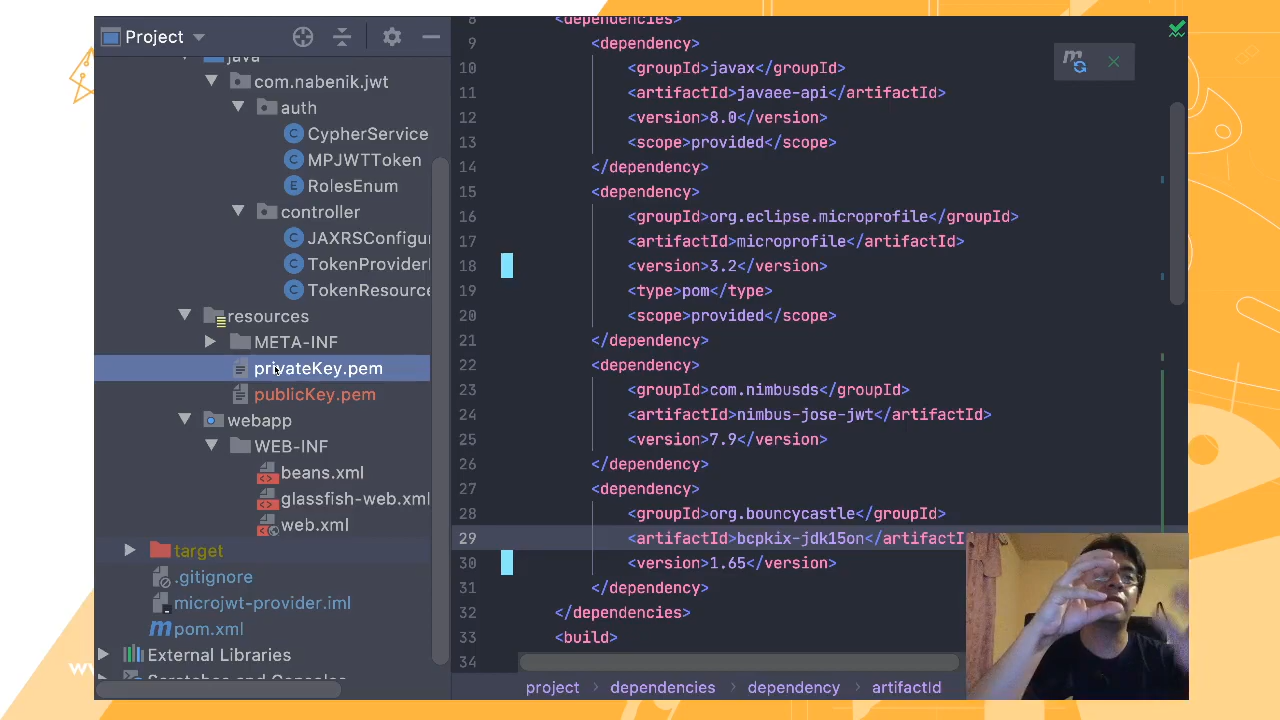 Project
java
com.nabenik.jwt
auth
CypherService
MPJWTToken
RolesEnum
controller
JAXRSConfigu
TokenProvider
TokenResource
resources
META-INF
privateKey.pem
publicKey.pem
webapp
WEB-INF
beans.xml
glassfish-web.xml
web.xml
target
.gitignore
microjwt-provider.iml
pom.xml
External Libraries
Scratches and Consoles
8 <dependencies>
9 <dependency>
10 <groupId>javax</groupId>
11 <artifactId>javaee-api</artifactId>
12 <version>8.0</version>
13 <scope>provided</scope>
14 </dependency>
15 <dependency>
16 <groupId>org.eclipse.microprofile</groupId>
17 <artifactId>microprofile</artifactId>
18 <version>3.2</version>
19 <type>pom</type>
20 <scope>provided</scope>
21 </dependency>
22 <dependency>
23 <groupId>com.nimbusds</groupId>
24 <artifactId>nimbus-jose-jwt</artifactId>
25 <version>7.9</version>
26 </dependency>
27 <dependency>
28 <groupId>org.bouncycastle</groupId>
29 <artifactId>bcpkix-jdk15on</artifactI
30 <version>1.65</version>
31 </dependency>
32 </dependencies>
33 <build>
34
project > dependencies > dependency > artifactId